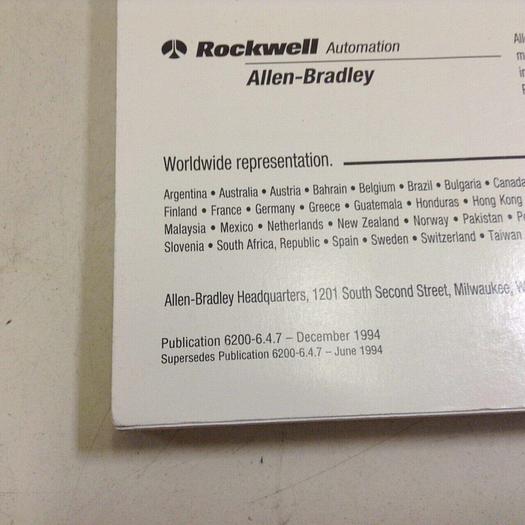 Rockwell Automation
Allen-Bradley
Worldwide representation.
Argentina • Australia • Austria • Bahrain • Belgium • Brazil • Bulgaria • Canada
Finland • France • Germany • Greece • Guatemala • Honduras • Hong Kong
Malaysia • Mexico • Netherlands • New Zealand • Norway • Pakistan •
Slovenia • South Africa, Republic • Spain • Sweden • Switzerland • Taiwan
Allen-Bradley Headquarters, 1201 South Second Street, Milwaukee,
Publication 6200-6.4.7 – December 1994
Supersedes Publication 6200-6.4.7 – June 1994